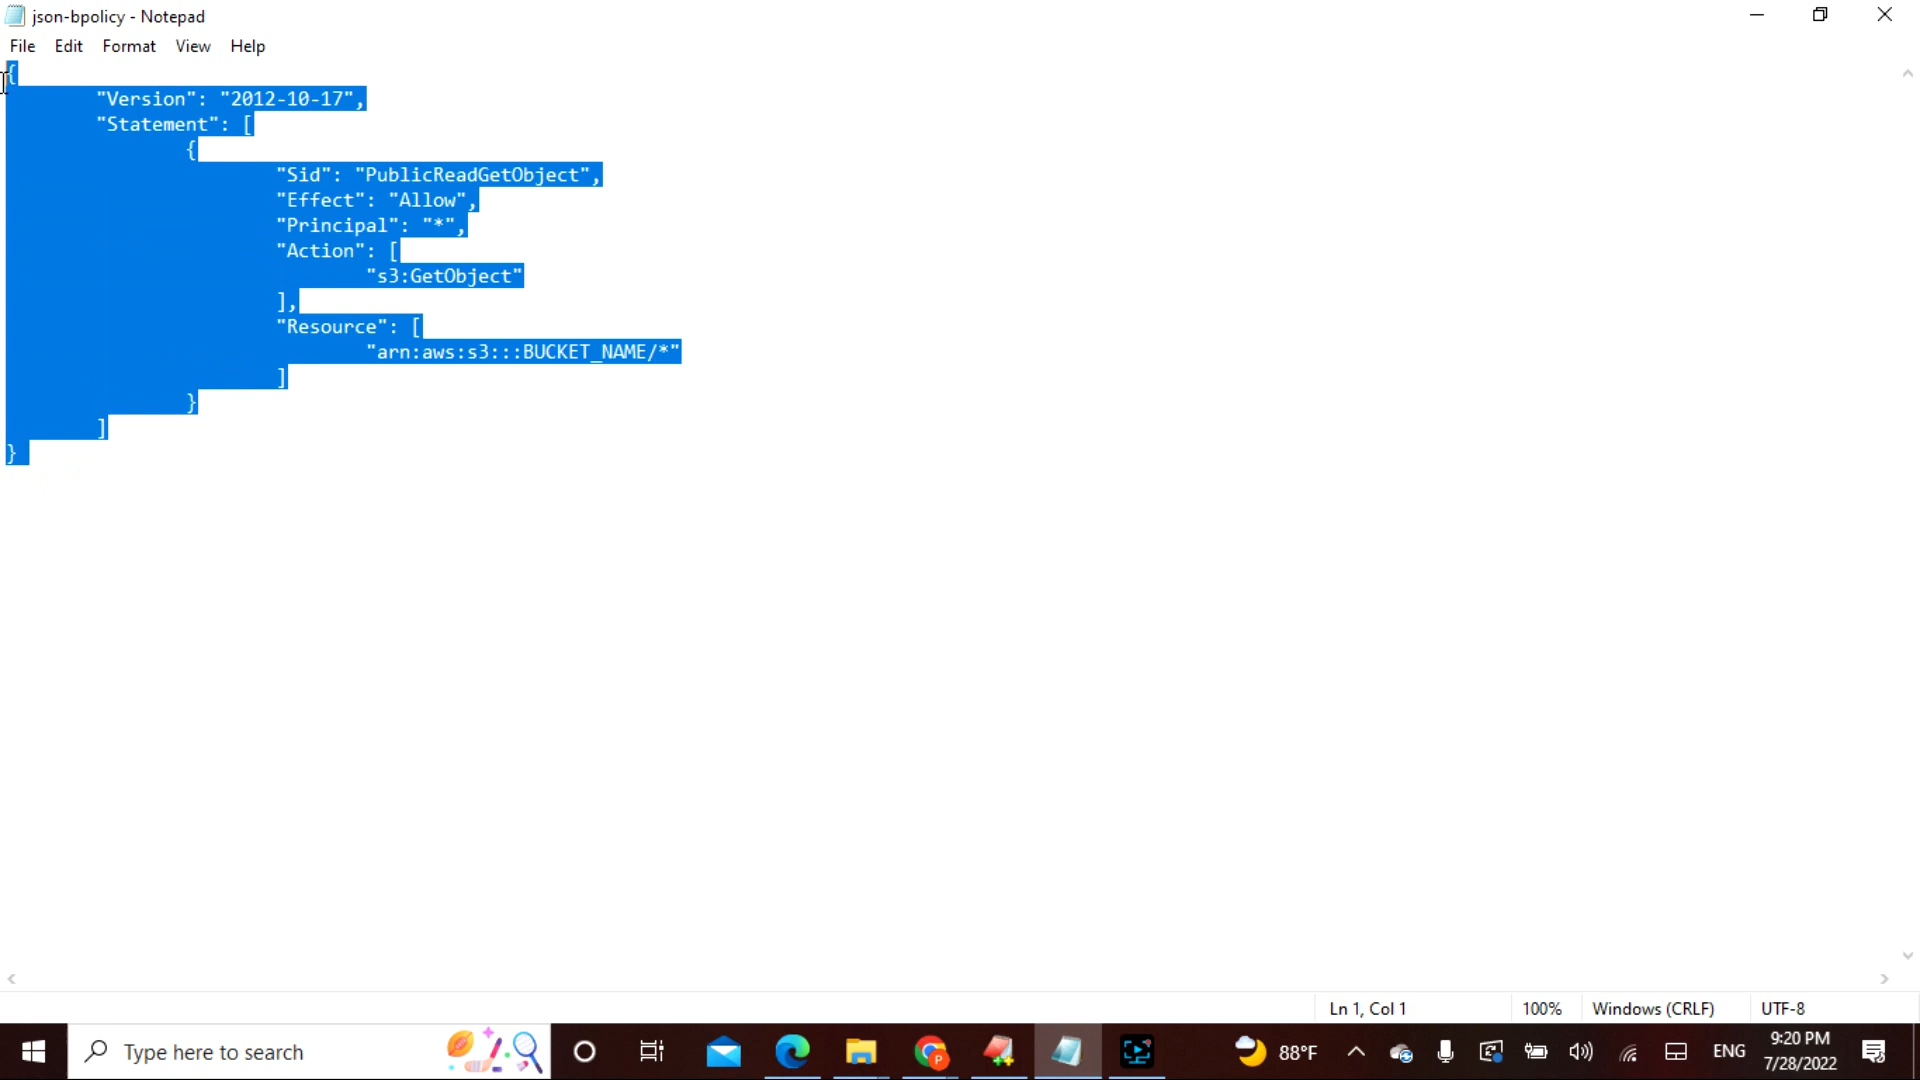 json-bpolicy - Notepad
File Edit Format View Help
{
"Version": "2012-10-17",
"Statement": [
{
"Sid": "PublicReadGetObject",
"Effect": "Allow",
"Principal": "*",
"Action": [
"s3:GetObject"
],
"Resource": [
"arn:aws:s3:::BUCKET_NAME/*"
]
}
]
}
Ln 1, Col 1 100% Windows (CRLF) UTF-8
Type here to search P 88°F ENG 9:20 PM
7/28/2022